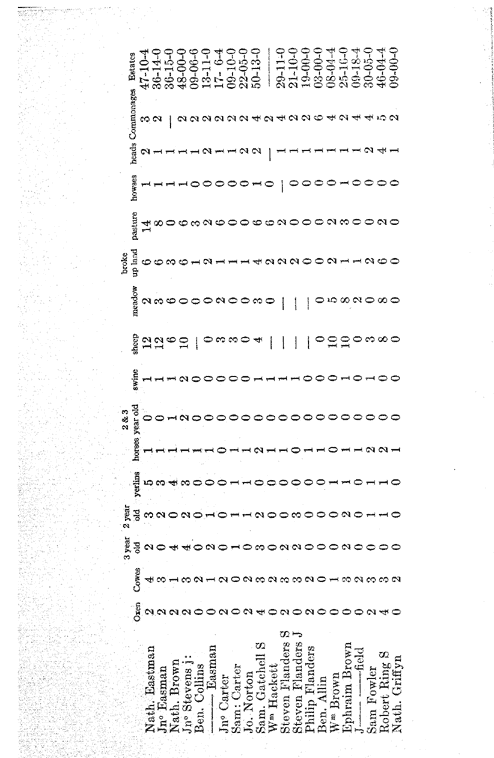 Oxen Cowes 3 year old 2 year old yerlins horses 2 & 3 year old swine sheep meadow broke up land pasture howses heads Commonages Estates
Nath. Eastman 2 4 2 3 5 1 0 1 12 2 6 14 1 2 3 47-10-4
Jnº Easman 2 3 0 2 3 1 0 1 12 3 6 8 1 1 2 36-14-0
Nath. Brown 2 1 4 0 4 1 1 1 6 6 3 0 1 1 — 36-15-0
Jnº Stevens j: 2 3 4 2 3 1 2 2 10 6 6 6 1 1 2 48-00-0
Ben. Collins 0 2 0 0 0 1 0 0 — 0 1 3 0 1 2 09-06-6
——— Easman — 1 2 1 0 1 0 0 0 0 2 2 0 2 2 13-11-0
Jnº Carter 2 2 0 0 0 0 0 0 3 2 1 6 0 1 2 17- 6-4
Sam: Carter 0 0 1 1 1 1 0 0 3 1 1 0 0 1 2 09-10-0
Jo. Norton 2 2 0 1 1 1 0 0 0 0 1 0 0 2 2 22-05-0
Sam. Gatchell S 4 3 3 2 0 2 0 1 4 3 4 6 1 2 4 50-13-0
Wᵐ Hackett 0 2 0 0 0 1 0 1 — 0 2 6 0 — 2 ———
Steven Flanders S 2 3 2 2 0 1 0 1 — — 2 2 — 1 4 29-11-0
Steven Flanders J 2 3 2 3 0 0 0 1 — — 2 0 0 1 2 21-10-0
Philip Flanders 2 2 0 0 0 1 0 0 — — 0 0 0 1 2 19-00-0
Ben. Allin 0 0 0 0 0 1 0 0 0 0 0 0 0 1 6 03-00-0
Wᵐ Brown 0 1 0 0 1 0 0 0 10 5 2 2 0 1 4 08-04-4
Ephraim Brown 0 3 2 2 1 1 0 1 10 8 1 3 1 1 2 25-16-0
J——— ———field 0 0 2 1 0 1 0 0 0 2 1 0 1 1 4 09-18-4
Sam Fowler 2 3 0 0 1 2 0 1 3 0 2 0 0 2 4 30-05-0
Robert Ring S 4 3 0 1 1 2 0 0 8 8 6 2 0 4 5 46-04-4
Nath. Griffyn 0 2 0 0 0 1 0 0 0 0 0 0 0 1 2 09-00-0